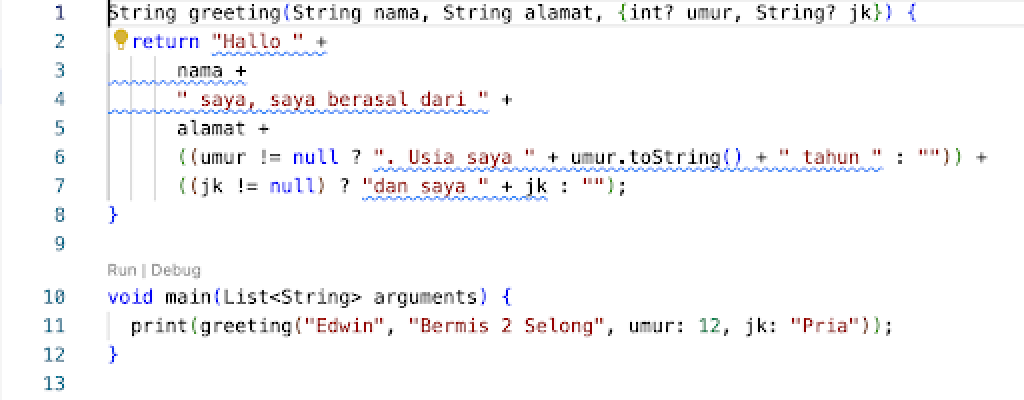 1 String greeting(String nama, String alamat, {int? umur, String? jk}) {
2 return "Hallo " +
3 nama +
4 " saya, saya berasal dari " +
5 alamat +
6 ((umur != null ? ". Usia saya " + umur.toString() + " tahun " : "")) +
7 ((jk != null) ? "dan saya " + jk : "");
8 }
9
Run | Debug
10 void main(List<String> arguments) {
11 print(greeting("Edwin", "Bermis 2 Selong", umur: 12, jk: "Pria"));
12 }
13